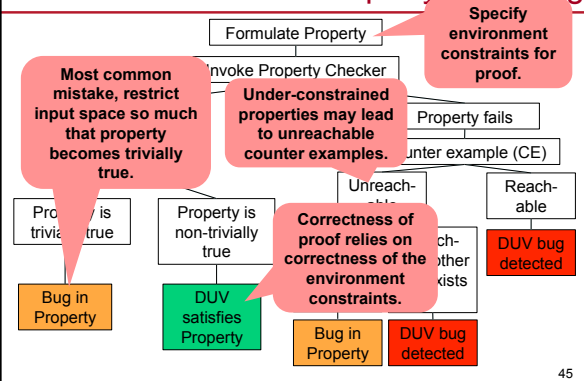 Specify
environment
constraints for
proof.
Formulate Property
nvoke Property Checker
Most common
mistake, restrict
input space so much
that property
becomes trivially
true.
Under-constrained
properties may lead
to unreachable
counter examples.
Property fails
unter example (CE)
Unreach-
Reach-
able
Property is
non-trivially
true
true
Correctness of
proof relies on
correctness of the
environment
constraints.
ch-
other
xists
DUV bug
detected
Bug in
Property
DUV
satisfies
Property
Bug in
Property
DUV bug
detected
45